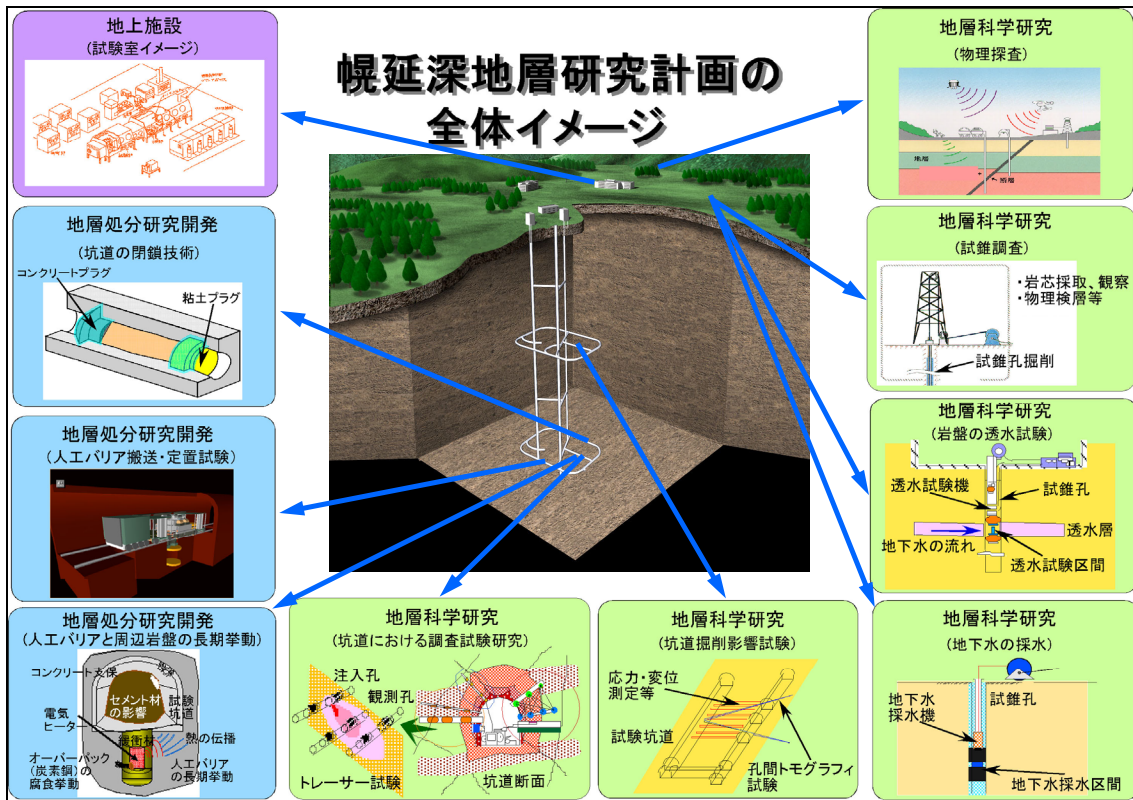 幌延深地層研究計画の
全体イメージ
地上施設
(試験室イメージ)
地層処分研究開発
(坑道の閉鎖技術)
コンクリートプラグ
粘土プラグ
地層処分研究開発
(人工バリア搬送・定置試験)
地層処分研究開発
(人工バリアと周辺岩盤の長期挙動)
コンクリート支保
セメント材
の影響
試験
坑道
電気
ヒーター
緩衝材
熱の伝播
オーバーパック
(炭素鋼)の
腐食挙動
人工バリア
の長期挙動
地層科学研究
(坑道における調査試験研究)
注入孔
観測孔
トレーサー試験
坑道断面
地層科学研究
(坑道掘削影響試験)
応力・変位
測定等
試験坑道
孔間トモグラフィ
試験
地層科学研究
(物理探査)
地層
断層
地層科学研究
(試錐調査)
・岩芯採取、観察
・物理検層等
試錐孔掘削
地層科学研究
(岩盤の透水試験)
透水試験機
試錐孔
透水層
地下水の流れ
透水試験区間
地層科学研究
(地下水の採水)
試錐孔
地下水
採水機
地下水採水区間